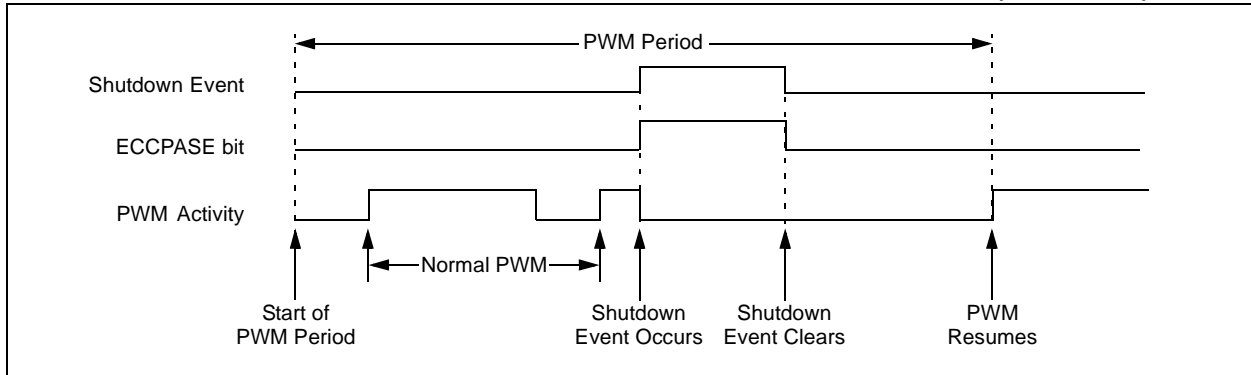 PWM Period
Shutdown Event
ECCPASE bit
PWM Activity
Normal PWM
Start of
PWM Period
Shutdown
Event Occurs
Shutdown
Event Clears
PWM
Resumes